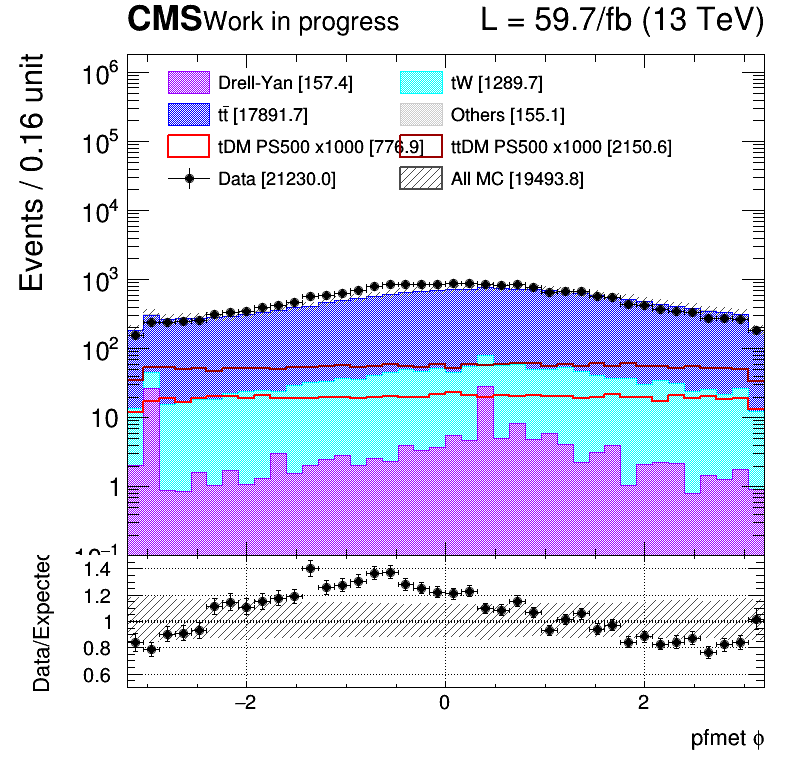 CMS Work in progress L = 59.7/fb (13 TeV)
Events / 0.16 unit
Drell-Yan [157.4] tW [1289.7]
tt̄ [17891.7] Others [155.1]
tDM PS500 x1000 [776.9] ttDM PS500 x1000 [2150.6]
Data [21230.0] All MC [19493.8]
10⁶
10⁵
10⁴
10³
10²
10
1
10⁻¹
Data/Expected
1.4
1.2
1
0.8
0.6
−2 0 2
pfmet ϕ